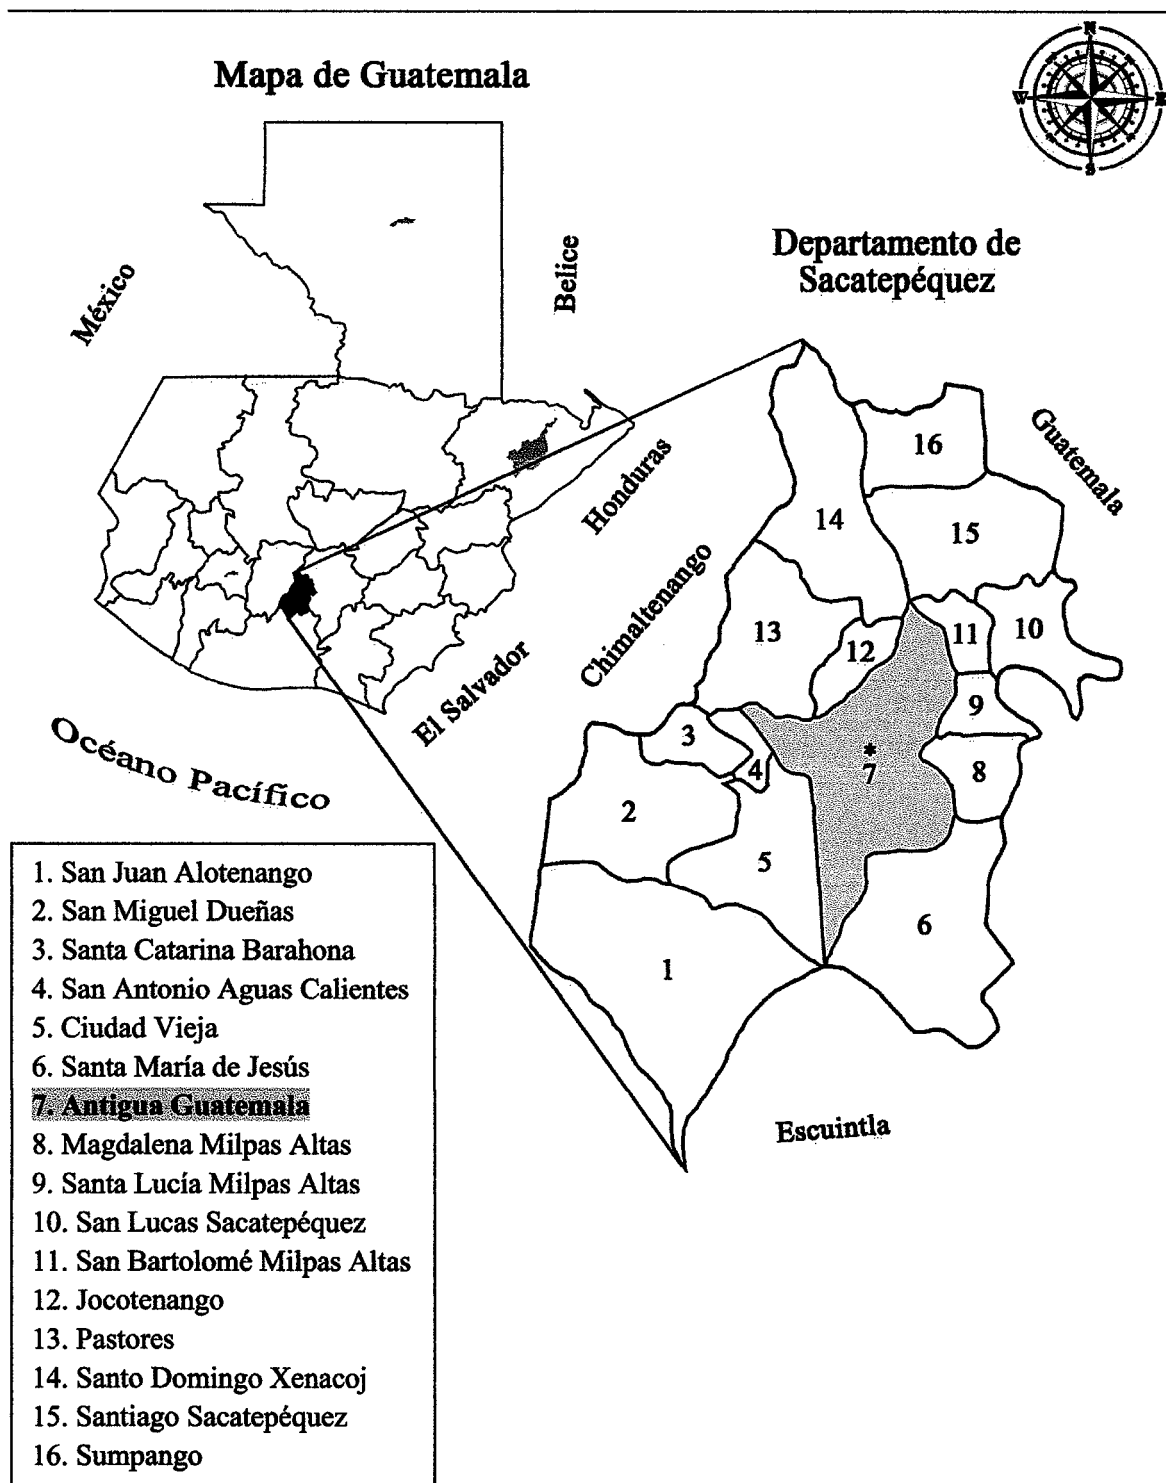 N
W
E
S
Mapa de Guatemala
México
Belice
Honduras
El Salvador
Océano Pacífico
Departamento de
Sacatepéquez
Guatemala
Chimaltenango
Escuintla
16
14
15
13
12
11
10
9
3
4
7
8
2
5
6
1
1. San Juan Alotenango
2. San Miguel Dueñas
3. Santa Catarina Barahona
4. San Antonio Aguas Calientes
5. Ciudad Vieja
6. Santa María de Jesús
7. Antigua Guatemala
8. Magdalena Milpas Altas
9. Santa Lucía Milpas Altas
10. San Lucas Sacatepéquez
11. San Bartolomé Milpas Altas
12. Jocotenango
13. Pastores
14. Santo Domingo Xenacoj
15. Santiago Sacatepéquez
16. Sumpango